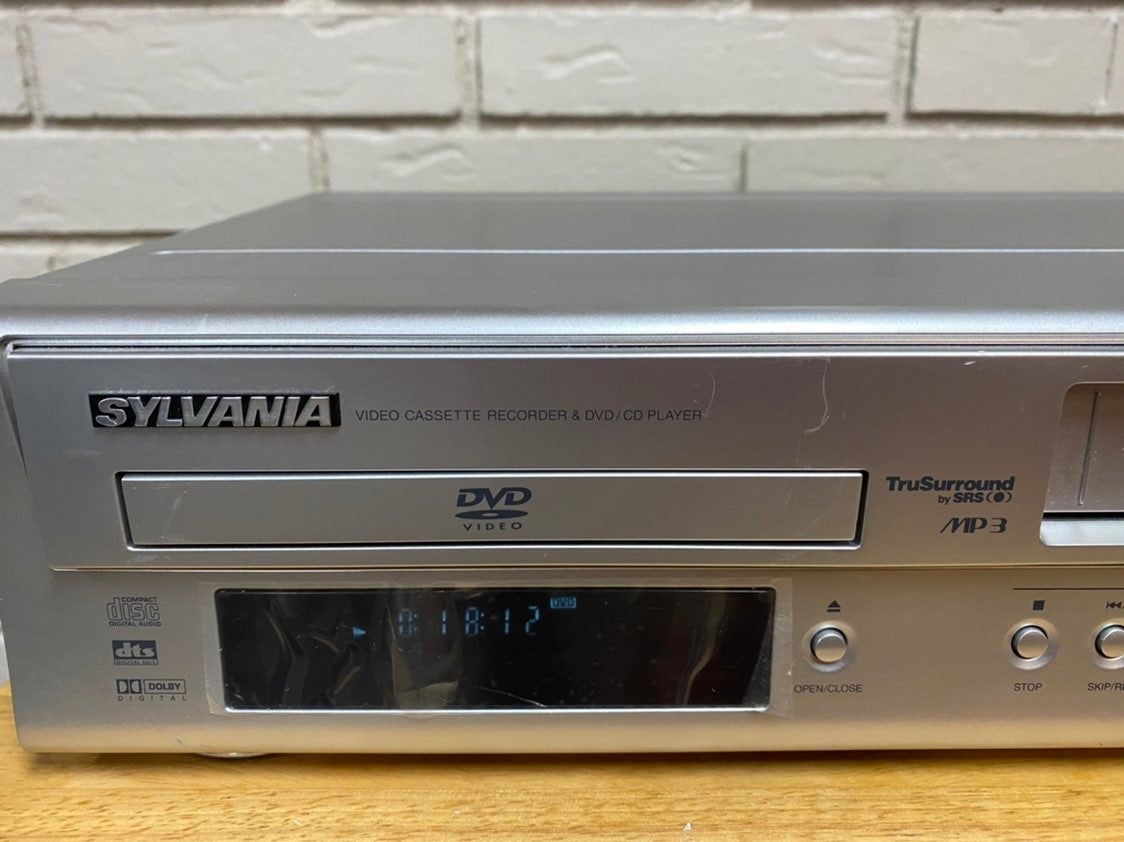 SYLVANIA VIDEO CASSETTE RECORDER & DVD/CD PLAYER
DVD
VIDEO
TruSurround
by SRS
MP3
COMPACT
disc
DIGITAL AUDIO
dts
DIGITAL OUT
DOLBY
DIGITAL
DVD
0:18:12
OPEN/CLOSE
STOP
SKIP/R